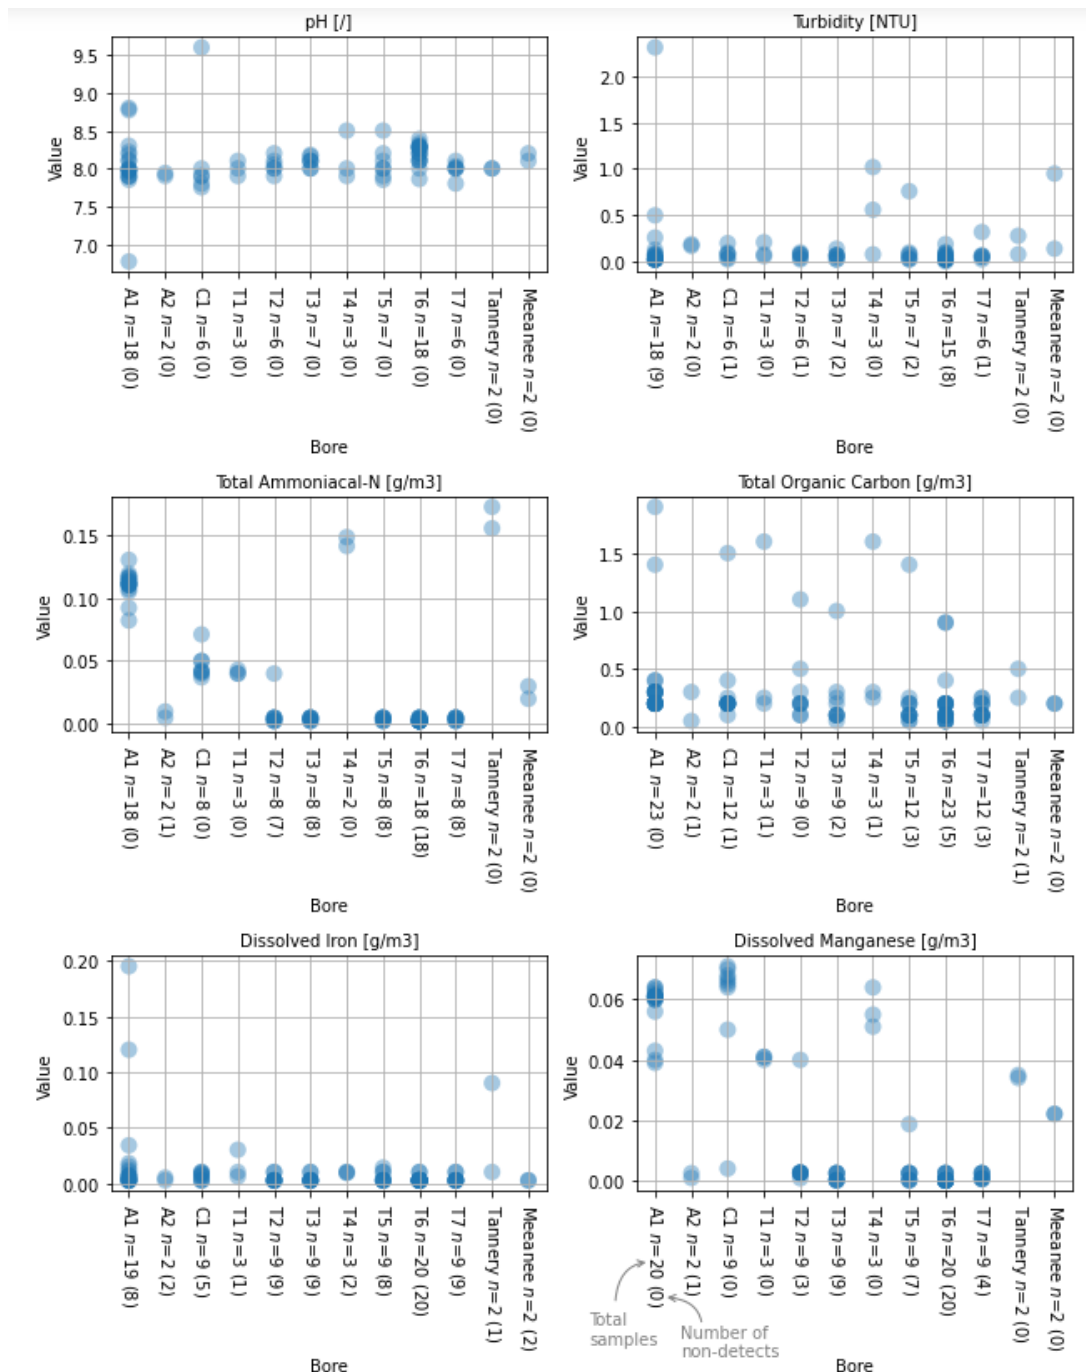 pH [/]
Turbidity [NTU]
Value
9.5
9.0
8.5
8.0
7.5
7.0
Value
2.0
1.5
1.0
0.5
0.0
A1 n=18 (0)
A2 n=2 (0)
C1 n=6 (0)
T1 n=3 (0)
T2 n=6 (0)
T3 n=7 (0)
T4 n=3 (0)
T5 n=7 (0)
T6 n=18 (0)
T7 n=6 (0)
Tannery n=2 (0)
Meeanee n=2 (0)
A1 n=18 (9)
A2 n=2 (0)
C1 n=6 (1)
T1 n=3 (0)
T2 n=6 (1)
T3 n=7 (2)
T4 n=3 (0)
T5 n=7 (2)
T6 n=15 (8)
T7 n=6 (1)
Tannery n=2 (0)
Meeanee n=2 (0)
Bore
Bore
Total Ammoniacal-N [g/m3]
Total Organic Carbon [g/m3]
Value
0.15
0.10
0.05
0.00
Value
1.5
1.0
0.5
0.0
A1 n=18 (0)
A2 n=2 (1)
C1 n=8 (0)
T1 n=3 (0)
T2 n=8 (7)
T3 n=8 (8)
T4 n=2 (0)
T5 n=8 (8)
T6 n=18 (18)
T7 n=8 (8)
Tannery n=2 (0)
Meeanee n=2 (0)
A1 n=23 (0)
A2 n=2 (1)
C1 n=12 (1)
T1 n=3 (1)
T2 n=9 (0)
T3 n=9 (2)
T4 n=3 (1)
T5 n=12 (3)
T6 n=23 (5)
T7 n=12 (3)
Tannery n=2 (1)
Meeanee n=2 (0)
Bore
Bore
Dissolved Iron [g/m3]
Dissolved Manganese [g/m3]
Value
0.20
0.15
0.10
0.05
0.00
Value
0.06
0.04
0.02
0.00
A1 n=19 (8)
A2 n=2 (2)
C1 n=9 (5)
T1 n=3 (1)
T2 n=9 (9)
T3 n=9 (9)
T4 n=3 (2)
T5 n=9 (8)
T6 n=20 (20)
T7 n=9 (9)
Tannery n=2 (1)
Meeanee n=2 (2)
A1 n=20 (0)
A2 n=2 (1)
C1 n=9 (0)
T1 n=3 (0)
T2 n=9 (3)
T3 n=9 (9)
T4 n=3 (0)
T5 n=9 (7)
T6 n=20 (20)
T7 n=9 (4)
Tannery n=2 (0)
Meeanee n=2 (0)
Total
samples
Number of
non-detects
Bore
Bore